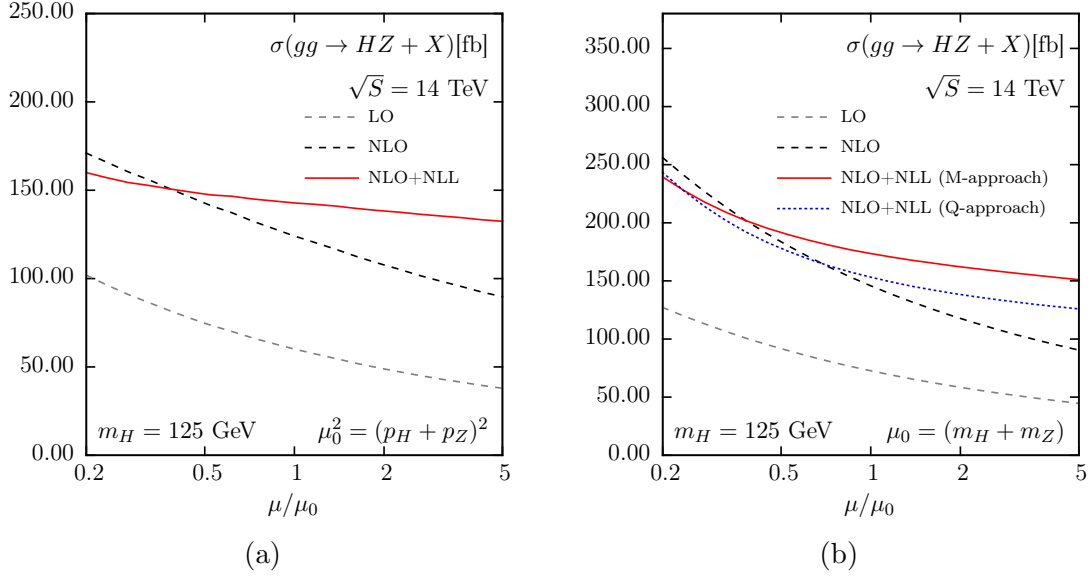 250.00
200.00
150.00
100.00
50.00
0.00
σ(gg → HZ + X)[fb]
√S = 14 TeV
LO
NLO
NLO+NLL
m_H = 125 GeV
μ_0^2 = (p_H + p_Z)^2
0.2 0.5 1 2 5
μ/μ_0
(a)
350.00
300.00
250.00
200.00
150.00
100.00
50.00
0.00
σ(gg → HZ + X)[fb]
√S = 14 TeV
LO
NLO
NLO+NLL (M-approach)
NLO+NLL (Q-approach)
m_H = 125 GeV
μ_0 = (m_H + m_Z)
0.2 0.5 1 2 5
μ/μ_0
(b)